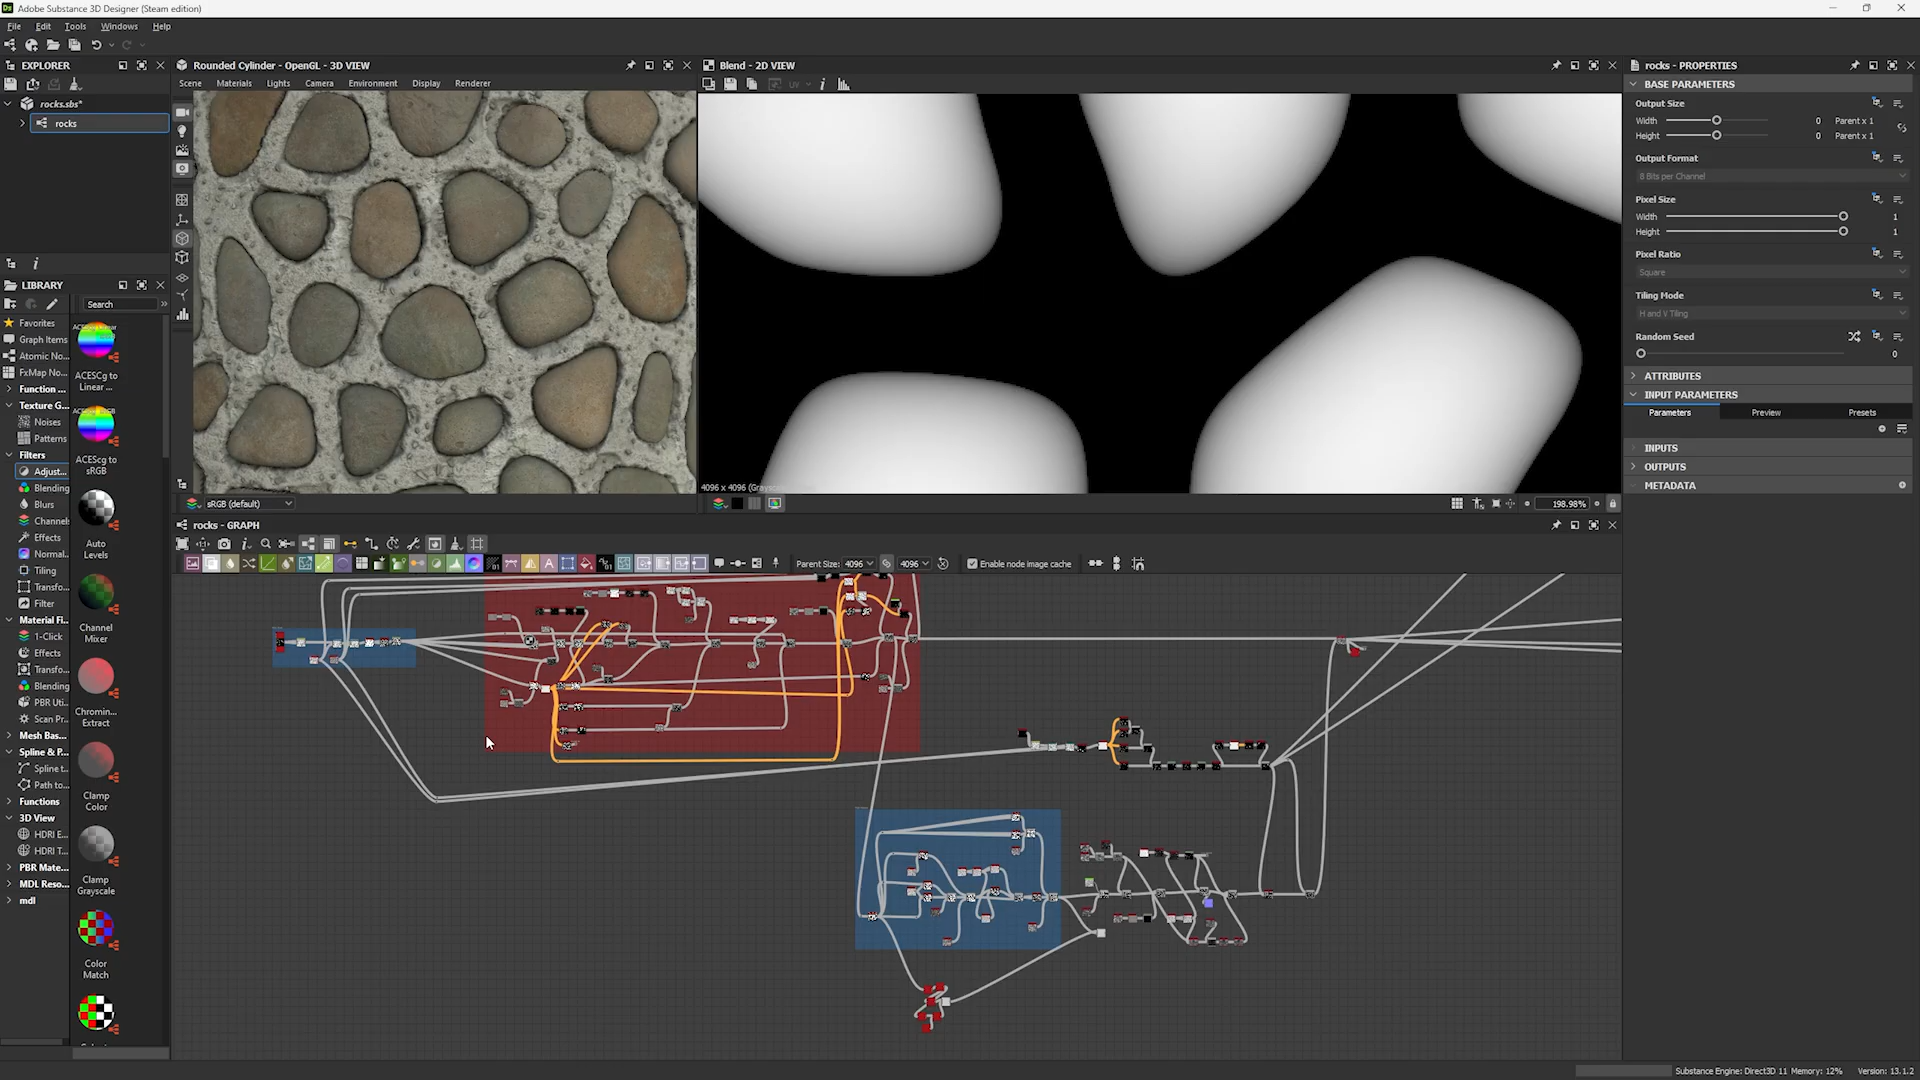 Adobe Substance 3D Designer (Steam edition)
File Edit Tools Windows Help
EXPLORER
rocks.sbs*
rocks
LIBRARY
Search
Favorites
Graph Items
Atomic No...
FxMap No...
Function ...
Texture G...
Noises
Patterns
Filters
Adjust...
Blending
Blurs
Channels
Effects
Normal...
Tiling
Transfo...
Filter
Material Fi...
1-Click
Effects
Transfo...
Blending
PBR Uti...
Scan Pr...
Mesh Bas...
Spline & P...
Spline t...
Path to...
Functions
3D View
HDRI E...
HDRI T...
PBR Mate...
MDL Reso...
mdl
ACEScg to
Linear ...
ACEScg to
sRGB
Auto
Levels
Channel
Mixer
Chromin...
Extract
Clamp
Color
Clamp
Grayscale
Color
Match
Rounded Cylinder - OpenGL - 3D VIEW
Scene Materials Lights Camera Environment Display Renderer
sRGB (default)
Blend - 2D VIEW
UV
4096 x 4096 (Grayscale
198.98%
rocks - GRAPH
Parent Size: 4096 4096 Enable node image cache
rocks - PROPERTIES
BASE PARAMETERS
Output Size
Width 0 Parent x 1
Height 0 Parent x 1
Output Format
8 Bits per Channel
Pixel Size
Width 1
Height 1
Pixel Ratio
Square
Tiling Mode
H and V Tiling
Random Seed
0
ATTRIBUTES
INPUT PARAMETERS
Parameters Preview Presets
INPUTS
OUTPUTS
METADATA
Substance Engine: Direct3D 11 Memory: 12% Version: 13.1.2